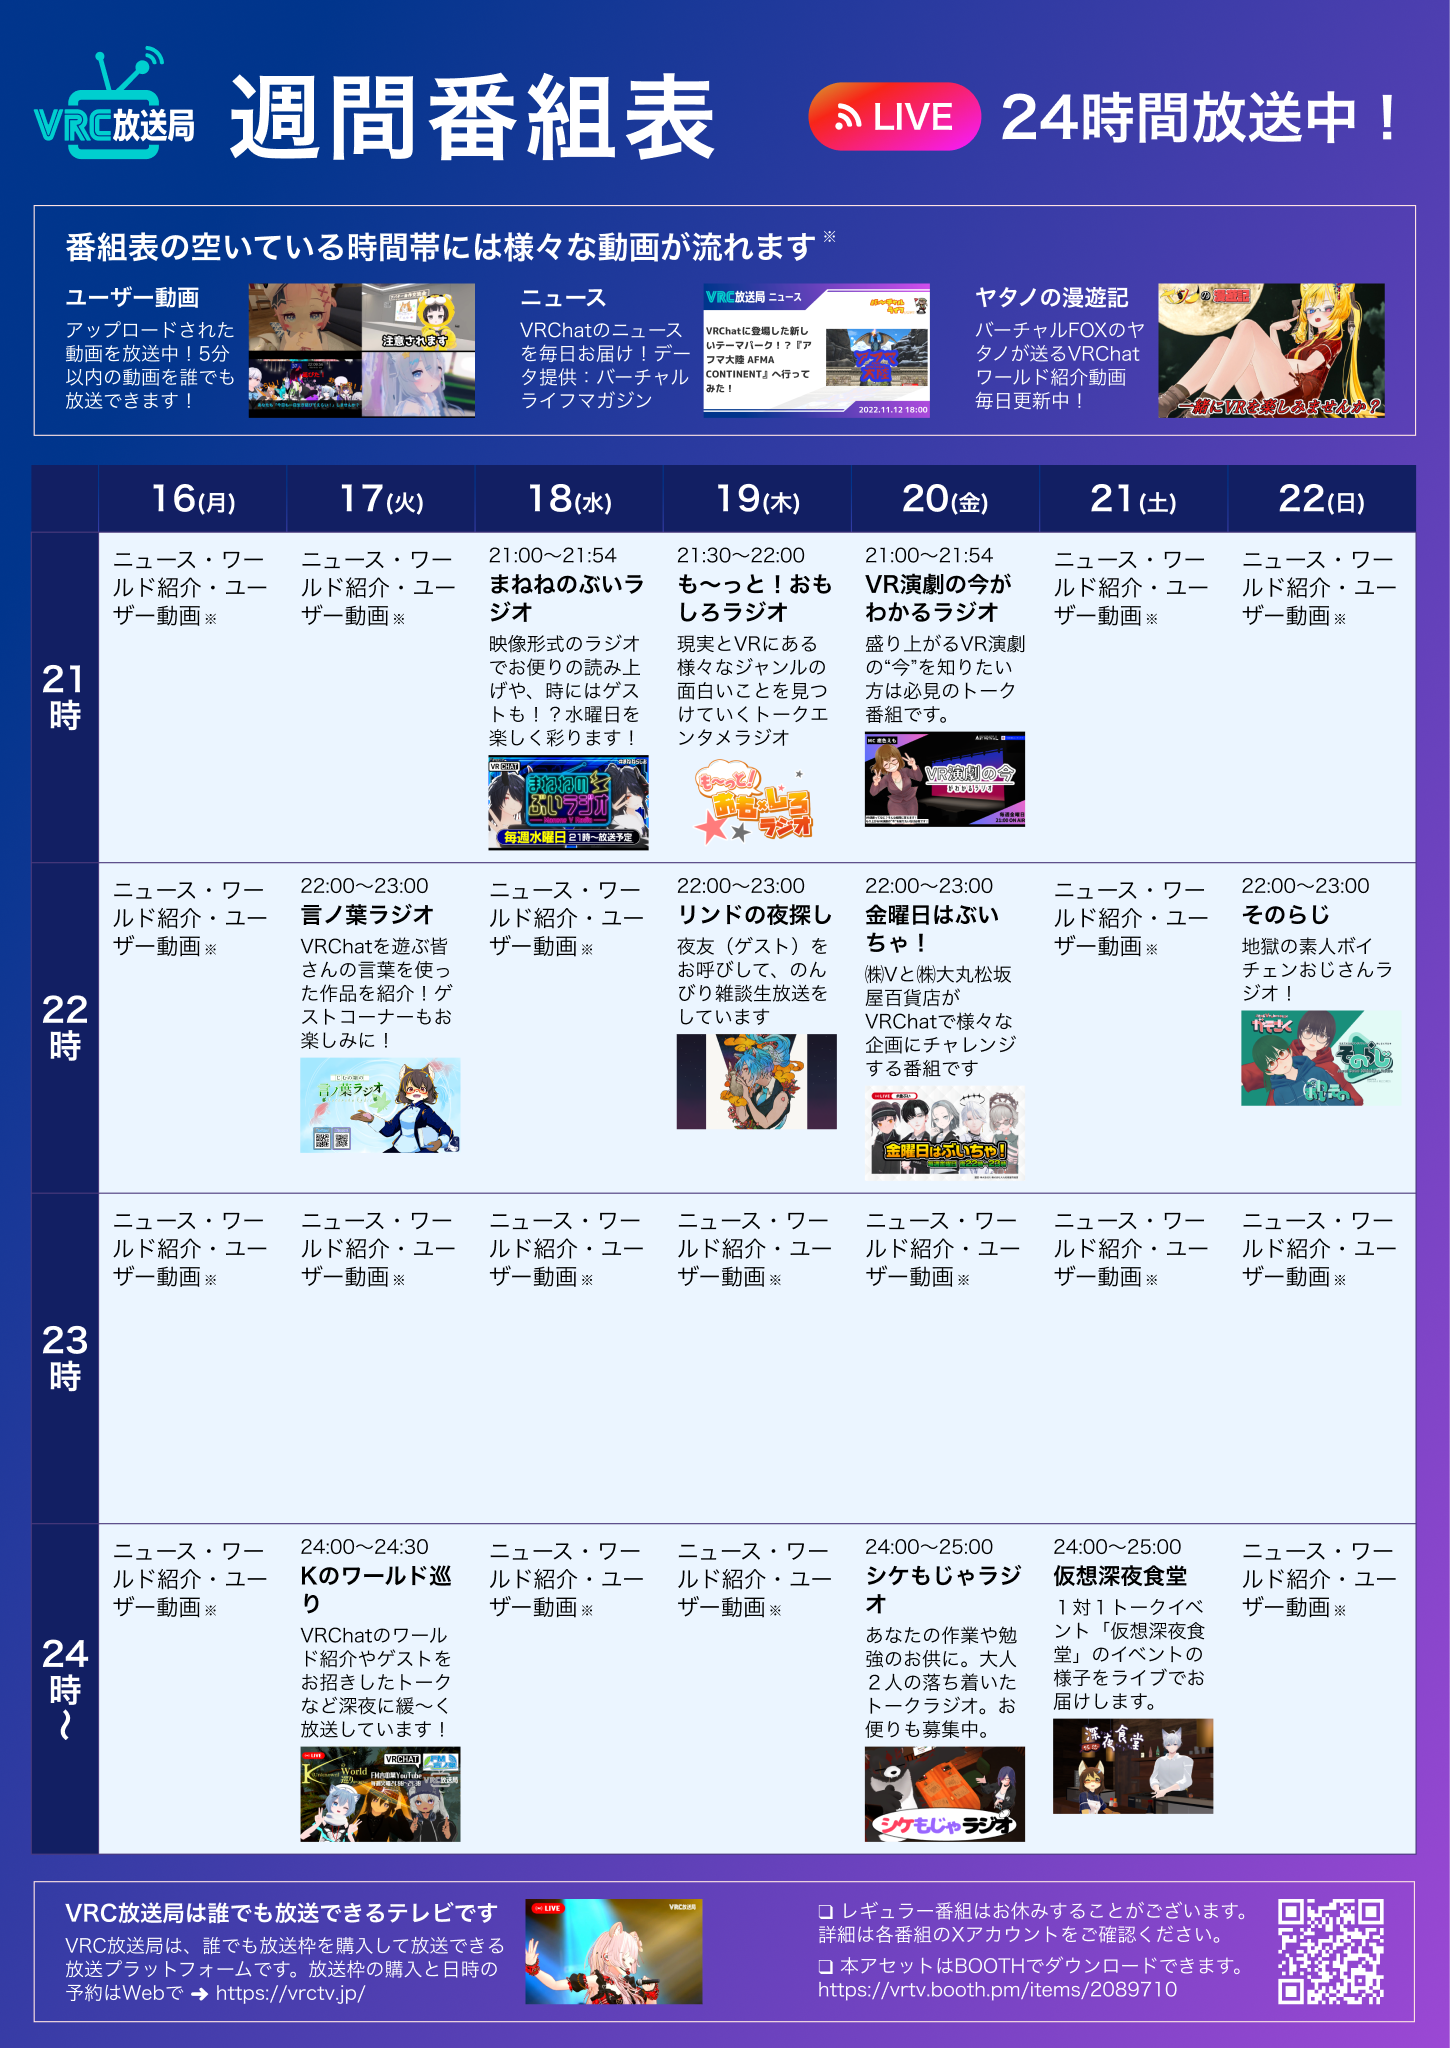 VRC放送局
週間番組表
LIVE
24時間放送中！
番組表の空いている時間帯には様々な動画が流れます※
ユーザー動画
アップロードされた
動画を放送中！5分
以内の動画を誰でも
放送できます！
注意されます
ニュース
VRChatのニュース
を毎日お届け！デー
タ提供：バーチャル
ライフマガジン
VRC放送局 ニュース
VRChatに登場した新し
いテーマパーク！？『ア
フマ大陸 AFMA
CONTINENT』へ行って
みた！
2022.11.12 18:00
ヤタノの漫遊記
バーチャルFOXのヤ
タノが送るVRChat
ワールド紹介動画
毎日更新中！
一緒にVRを楽しみませんか？
16(月)
17(火)
18(水)
19(木)
20(金)
21(土)
22(日)
21
時
ニュース・ワー
ルド紹介・ユー
ザー動画※
ニュース・ワー
ルド紹介・ユー
ザー動画※
21:00〜21:54
まねねのぶいラ
ジオ
映像形式のラジオ
でお便りの読み上
げや、時にはゲス
トも！？水曜日を
楽しく彩ります！
VRCHAT
まねねの
ぶいラジオ
毎週水曜日 21時〜放送予定
21:30〜22:00
も〜っと！おも
しろラジオ
現実とVRにある
様々なジャンルの
面白いことを見つ
けていくトークエ
ンタメラジオ
も〜っと！
おもしろ
ラジオ
21:00〜21:54
VR演劇の今が
わかるラジオ
盛り上がるVR演劇
の“今”を知りたい
方は必見のトーク
番組です。
VR演劇の今
がわかるラジオ
毎週金曜日
21:00 ON AIR
ニュース・ワー
ルド紹介・ユー
ザー動画※
ニュース・ワー
ルド紹介・ユー
ザー動画※
22
時
ニュース・ワー
ルド紹介・ユー
ザー動画※
22:00〜23:00
言ノ葉ラジオ
VRChatを遊ぶ皆
さんの言葉を使っ
た作品を紹介！ゲ
ストコーナーもお
楽しみに！
言ノ葉ラジオ
ニュース・ワー
ルド紹介・ユー
ザー動画※
22:00〜23:00
リンドの夜探し
夜友（ゲスト）を
お呼びして、のん
びり雑談生放送を
しています
22:00〜23:00
金曜日はぶい
ちゃ！
㈱Vと㈱大丸松坂
屋百貨店が
VRChatで様々な
企画にチャレンジ
する番組です
LIVE
金曜日はぶいちゃ！
ニュース・ワー
ルド紹介・ユー
ザー動画※
22:00〜23:00
そのらじ
地獄の素人ボイ
チェンおじさんラ
ジオ！
そのらじ
23
時
ニュース・ワー
ルド紹介・ユー
ザー動画※
ニュース・ワー
ルド紹介・ユー
ザー動画※
ニュース・ワー
ルド紹介・ユー
ザー動画※
ニュース・ワー
ルド紹介・ユー
ザー動画※
ニュース・ワー
ルド紹介・ユー
ザー動画※
ニュース・ワー
ルド紹介・ユー
ザー動画※
ニュース・ワー
ルド紹介・ユー
ザー動画※
24
時
〜
ニュース・ワー
ルド紹介・ユー
ザー動画※
24:00〜24:30
Kのワールド巡
り
VRChatのワール
ド紹介やゲストを
お招きしたトーク
など深夜に緩〜く
放送しています！
LIVE
VRCHAT
World
巡り
VRC放送局
ニュース・ワー
ルド紹介・ユー
ザー動画※
ニュース・ワー
ルド紹介・ユー
ザー動画※
24:00〜25:00
シケもじゃラジ
オ
あなたの作業や勉
強のお供に。大人
２人の落ち着いた
トークラジオ。お
便りも募集中。
シケもじゃラジオ
24:00〜25:00
仮想深夜食堂
１対１トークイベ
ント「仮想深夜食
堂」のイベントの
様子をライブでお
届けします。
深夜食堂
ニュース・ワー
ルド紹介・ユー
ザー動画※
VRC放送局は誰でも放送できるテレビです
VRC放送局は、誰でも放送枠を購入して放送できる
放送プラットフォームです。放送枠の購入と日時の
予約はWebで ➜ https://vrctv.jp/
LIVE
VRC放送局
❏ レギュラー番組はお休みすることがございます。
詳細は各番組のXアカウントをご確認ください。
❏ 本アセットはBOOTHでダウンロードできます。
https://vrtv.booth.pm/items/2089710